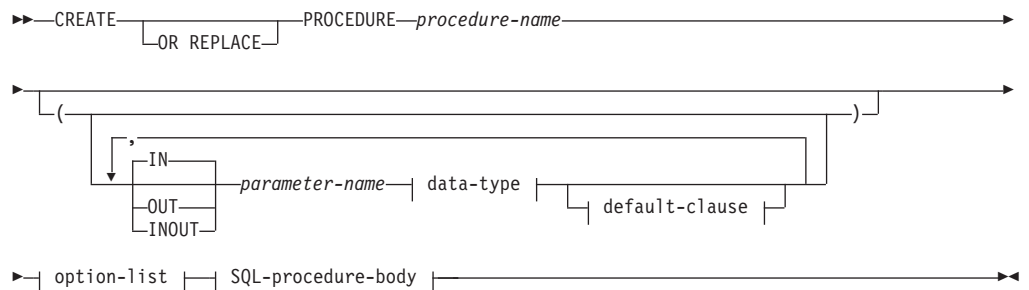 CREATE PROCEDURE procedure-name
OR REPLACE
( )
,
IN
parameter-name data-type
OUT default-clause
INOUT
option-list SQL-procedure-body